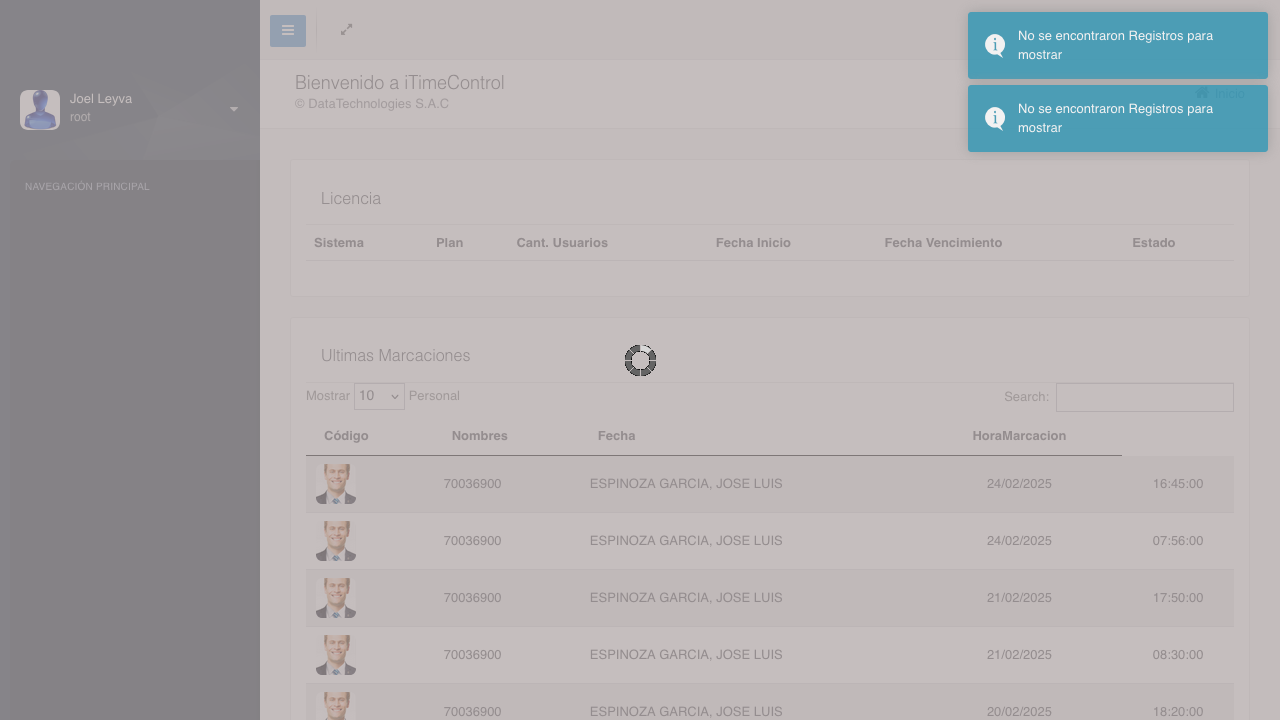 Joel Leyva
root
NAVEGACIÓN PRINCIPAL
Bienvenido a iTimeControl
© DataTechnologies S.A.C
No se encontraron Registros para
mostrar
No se encontraron Registros para
mostrar
Inicio
Licencia
Sistema Plan Cant. Usuarios Fecha Inicio Fecha Vencimiento Estado
Ultimas Marcaciones
Mostrar 10 Personal Search:
Código Nombres Fecha HoraMarcacion
70036900 ESPINOZA GARCIA, JOSE LUIS 24/02/2025 16:45:00
70036900 ESPINOZA GARCIA, JOSE LUIS 24/02/2025 07:56:00
70036900 ESPINOZA GARCIA, JOSE LUIS 21/02/2025 17:50:00
70036900 ESPINOZA GARCIA, JOSE LUIS 21/02/2025 08:30:00
70036900 ESPINOZA GARCIA, JOSE LUIS 20/02/2025 18:20:00